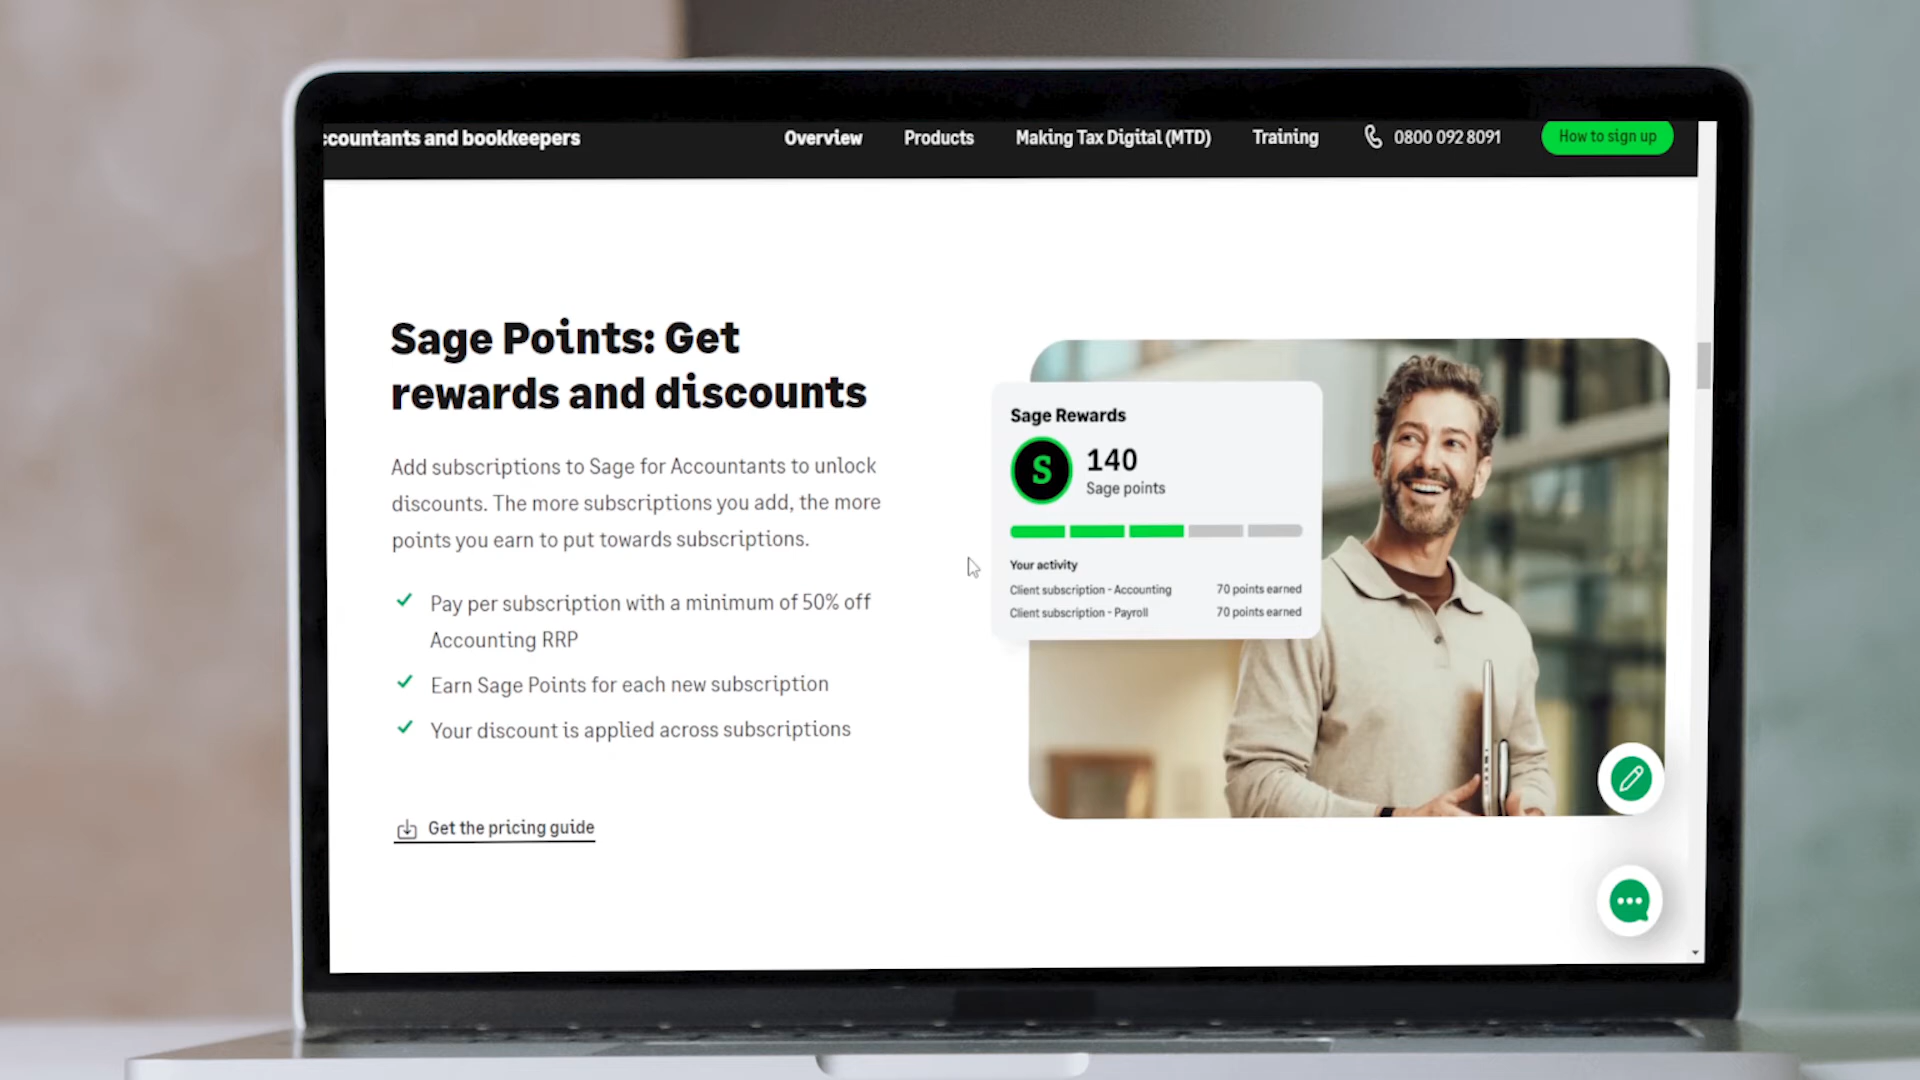 ccountants and bookkeepers
Overview
Products
Making Tax Digital (MTD)
Training
0800 092 8091
How to sign up
Sage Points: Get
rewards and discounts
Add subscriptions to Sage for Accountants to unlock
discounts. The more subscriptions you add, the more
points you earn to put towards subscriptions.
Pay per subscription with a minimum of 50% off
Accounting RRP
Earn Sage Points for each new subscription
Your discount is applied across subscriptions
Get the pricing guide
Sage Rewards
S
140
Sage points
Your activity
Client subscription - Accounting 70 points earned
Client subscription - Payroll 70 points earned